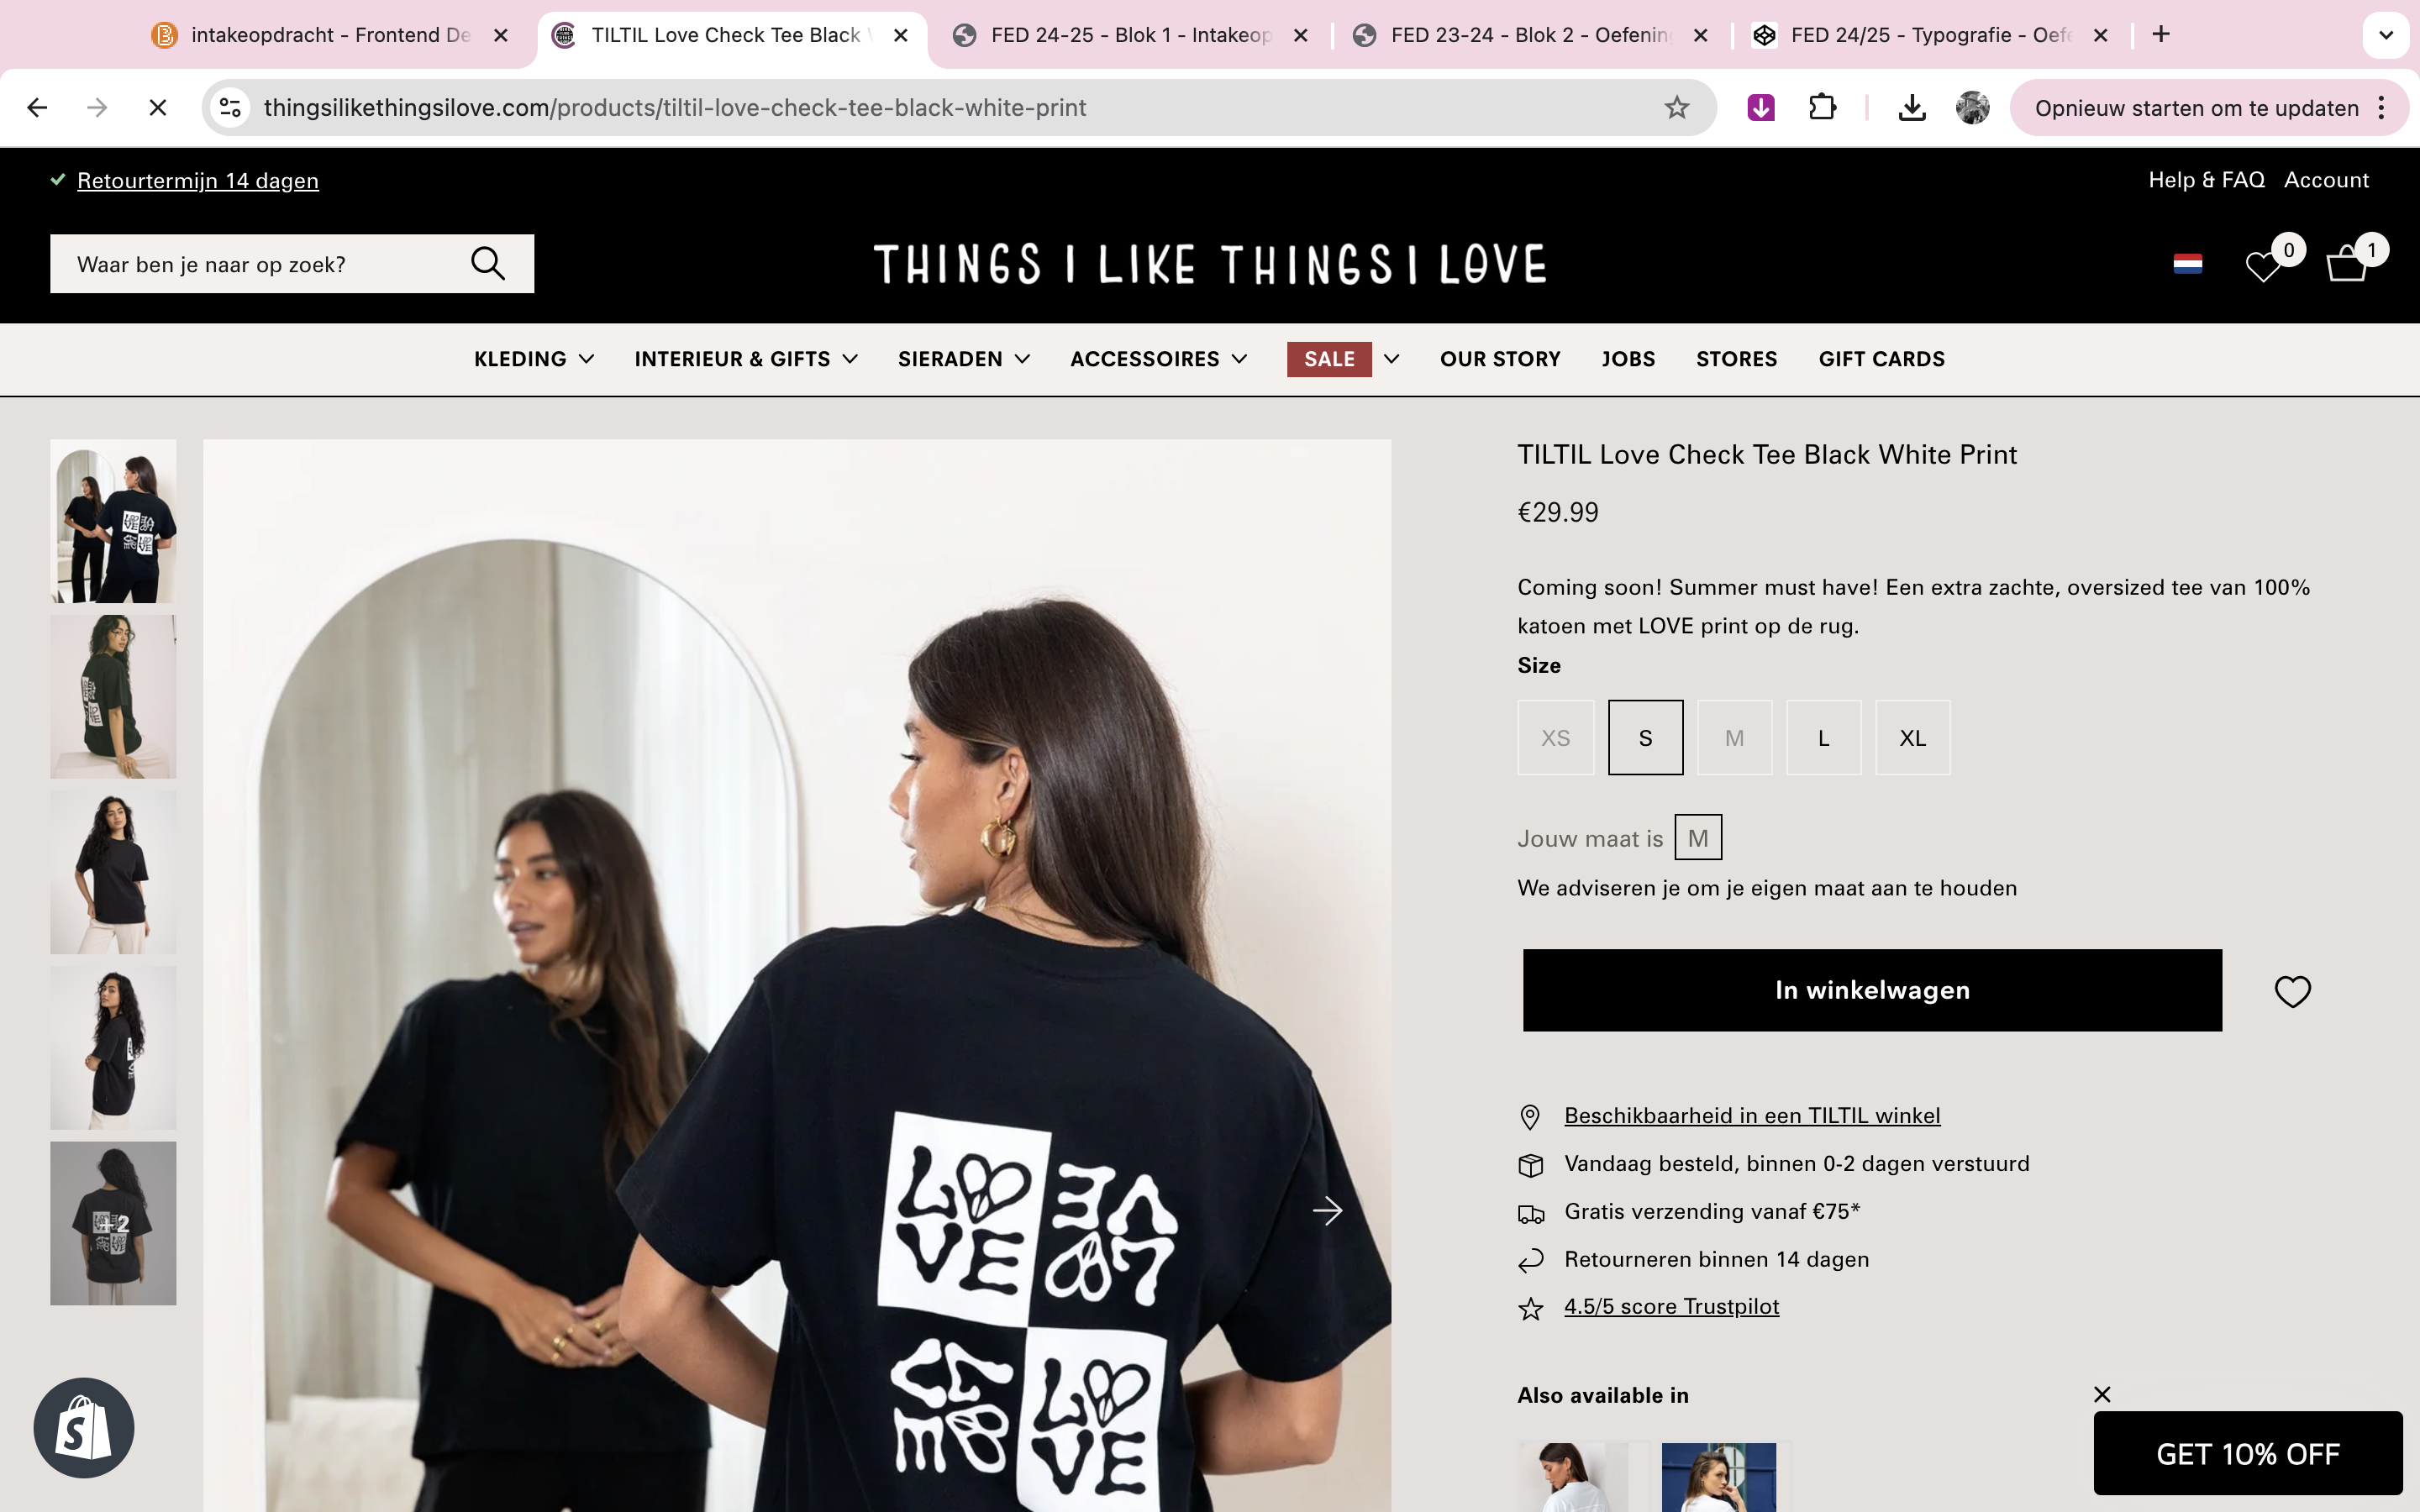 intakeopdracht - Frontend De
TILTIL Love Check Tee Black
FED 24-25 - Blok 1 - Intakeop
FED 23-24 - Blok 2 - Oefenin
FED 24/25 - Typografie - Oefe
thingsilikethingsilove.com/products/tiltil-love-check-tee-black-white-print
Opnieuw starten om te updaten
Retourtermijn 14 dagen
Help & FAQ Account
Waar ben je naar op zoek?
THINGS I LIKE THINGS I LOVE
0
1
KLEDING INTERIEUR & GIFTS SIERADEN ACCESSOIRES SALE OUR STORY JOBS STORES GIFT CARDS
TILTIL Love Check Tee Black White Print
€29.99
Coming soon! Summer must have! Een extra zachte, oversized tee van 100%
katoen met LOVE print op de rug.
Size
XS S M L XL
Jouw maat is M
We adviseren je om je eigen maat aan te houden
In winkelwagen
Beschikbaarheid in een TILTIL winkel
Vandaag besteld, binnen 0-2 dagen verstuurd
Gratis verzending vanaf €75*
Retourneren binnen 14 dagen
4.5/5 score Trustpilot
Also available in
GET 10% OFF
+2
LOVE
LOVE
LOVE
LOVE